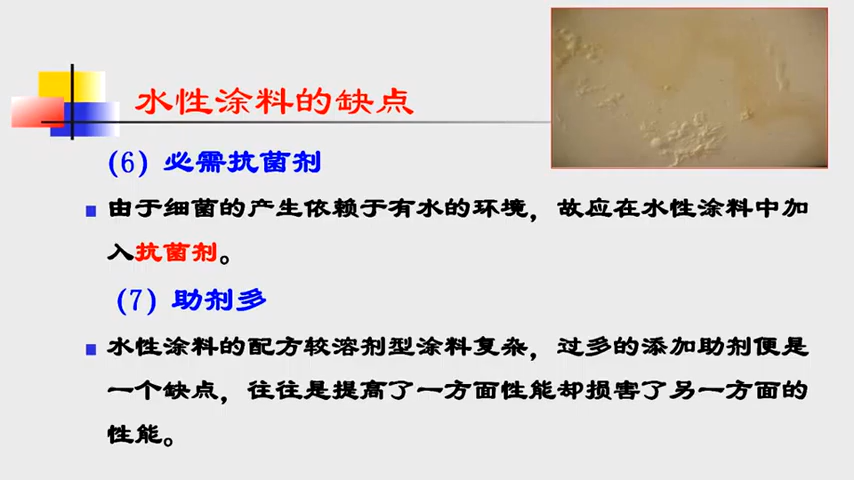 水性涂料的缺点
(6) 必需抗菌剂
由于细菌的产生依赖于有水的环境，故应在水性涂料中加
入抗菌剂。
(7) 助剂多
水性涂料的配方较溶剂型涂料复杂，过多的添加助剂便是
一个缺点，往往是提高了一方面性能却损害了另一方面的
性能。